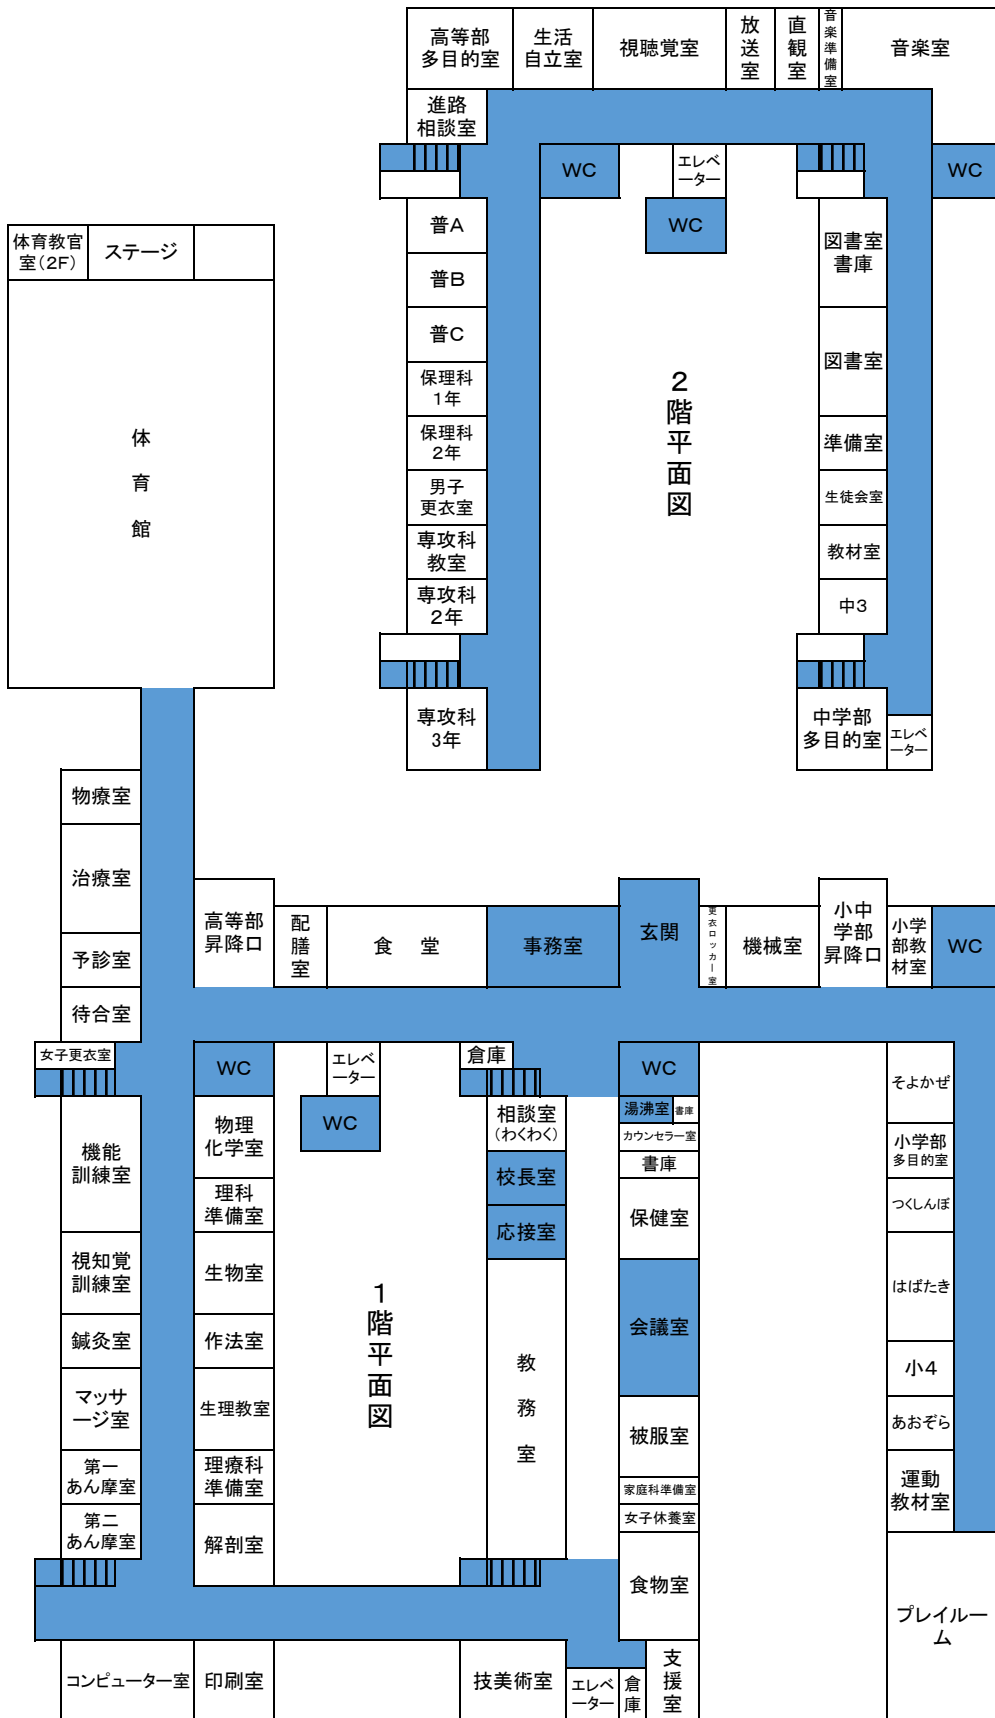 高等部
多目的室
生活
自立室
視聴覚室
放
送
室
直
観
室
音
楽
準
備
室
音楽室
進路
相談室
WC
エレベ
ーター
WC
WC
普A
普B
普C
保理科
1年
保理科
2年
男子
更衣室
専攻科
教室
専攻科
2年
専攻科
3年
2
階
平
面
図
図書室
書庫
図書室
準備室
生徒会室
教材室
中3
中学部
多目的室
エレベ
ーター
体育教官
室(2F)
ステージ
体
育
館
物療室
治療室
予診室
待合室
女子更衣室
高等部
昇降口
配
膳
室
食 堂
事務室
玄関
更
衣
ロ
ッ
カ
ー
室
機械室
小中
学部
昇降口
小学
部教
材室
WC
WC
エレベ
ーター
WC
倉庫
WC
湯沸室
書庫
相談室
(わくわく)
カウンセラー室
書庫
校長室
応接室
保健室
会議室
教
務
室
被服室
家庭科準備室
女子休養室
食物室
機能
訓練室
視知覚
訓練室
鍼灸室
マッサ
ージ室
第一
あん摩室
第二
あん摩室
物理
化学室
理科
準備室
生物室
作法室
生理教室
理療科
準備室
解剖室
1
階
平
面
図
そよかぜ
小学部
多目的室
つくしんぼ
はばたき
小4
あおぞら
運動
教材室
プレイルー
ム
コンピューター室
印刷室
技美術室
エレベ
ーター
倉
庫
支
援
室